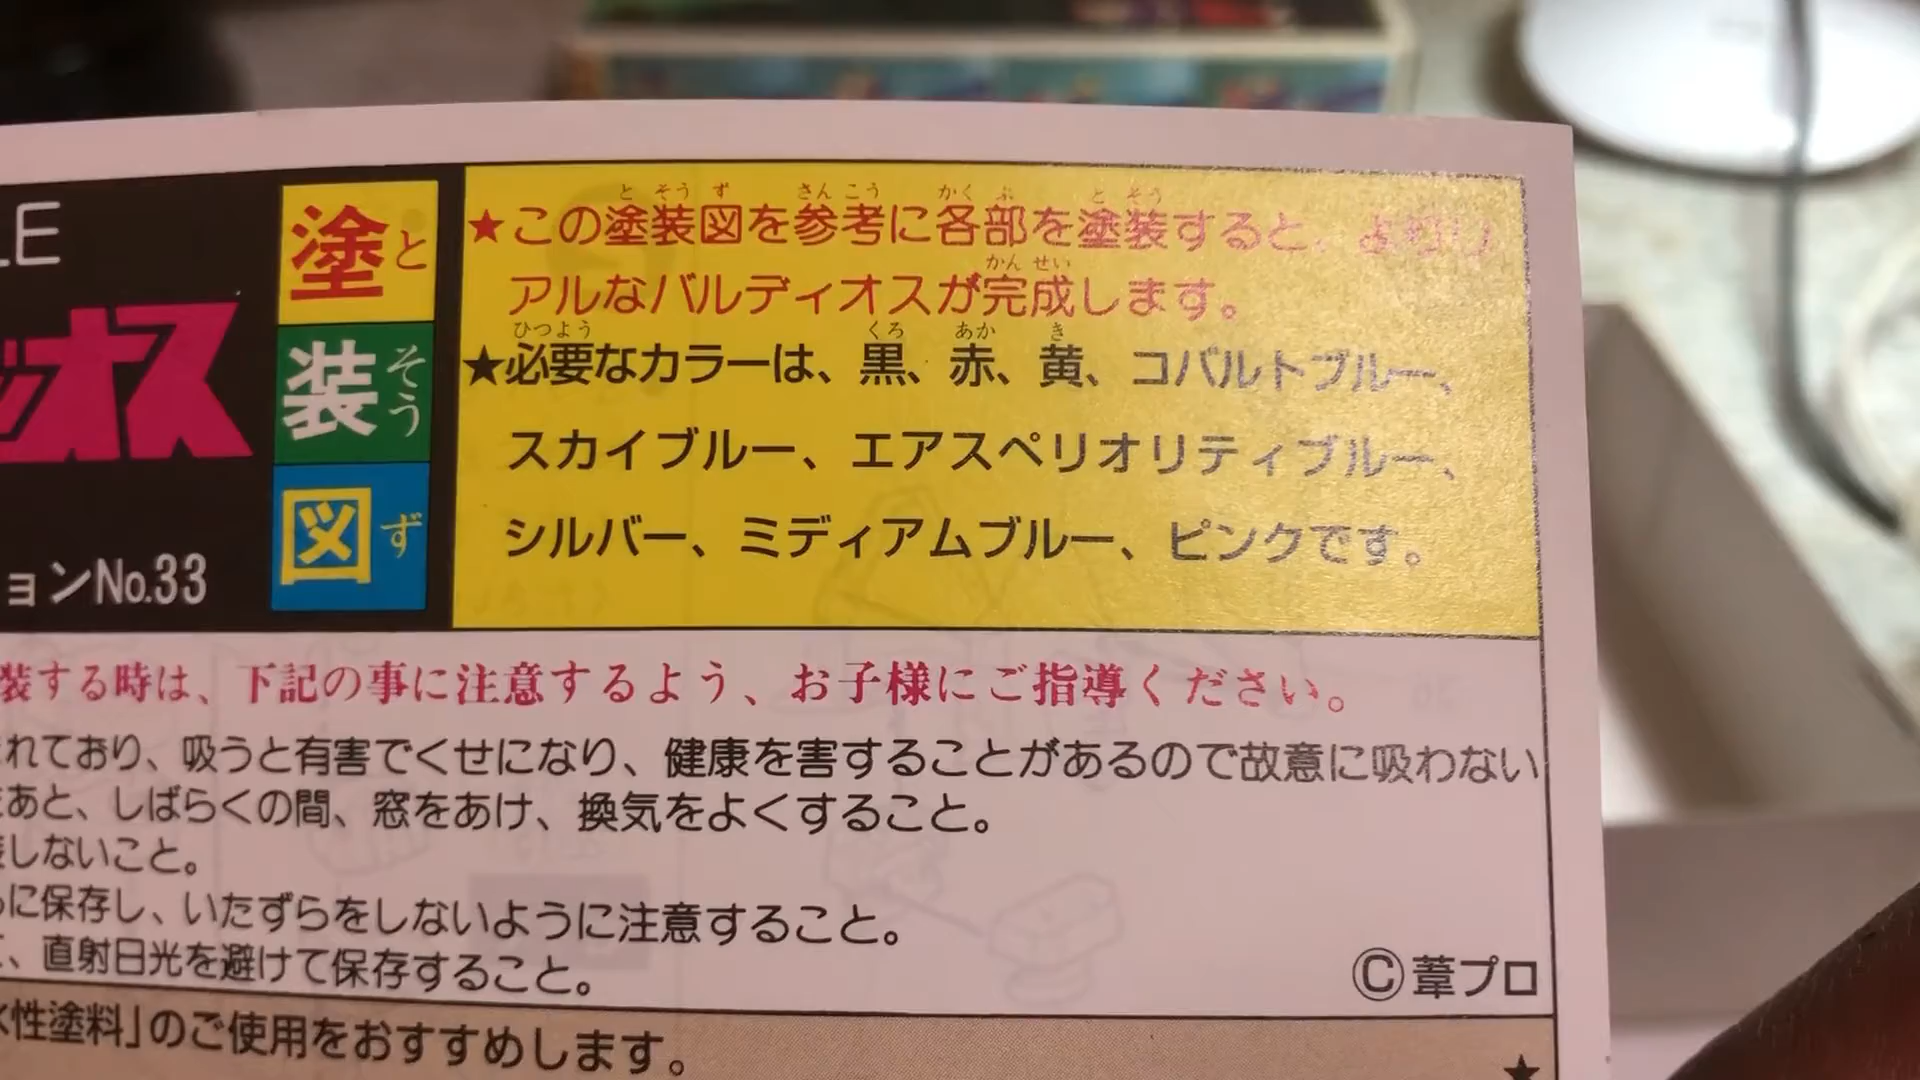 LE
オス
ョンNo.33
塗と
装そう
図ず
とそうず さんこう かくぶ とそう
★この塗装図を参考に各部を塗装すると、よりリ
かんせい
アルなバルディオスが完成します。
ひつよう くろ あか き
★必要なカラーは、黒、赤、黄、コバルトブルー、
スカイブルー、エアスペリオリティブルー、
シルバー、ミディアムブルー、ピンクです。
装する時は、下記の事に注意するよう、お子様にご指導ください。
まれており、吸うと有害でくせになり、健康を害することがあるので故意に吸わない
あと、しばらくの間、窓をあけ、換気をよくすること。
しないこと。
に保存し、いたずらをしないように注意すること。
、直射日光を避けて保存すること。
©葦プロ
水性塗料」のご使用をおすすめします。
★